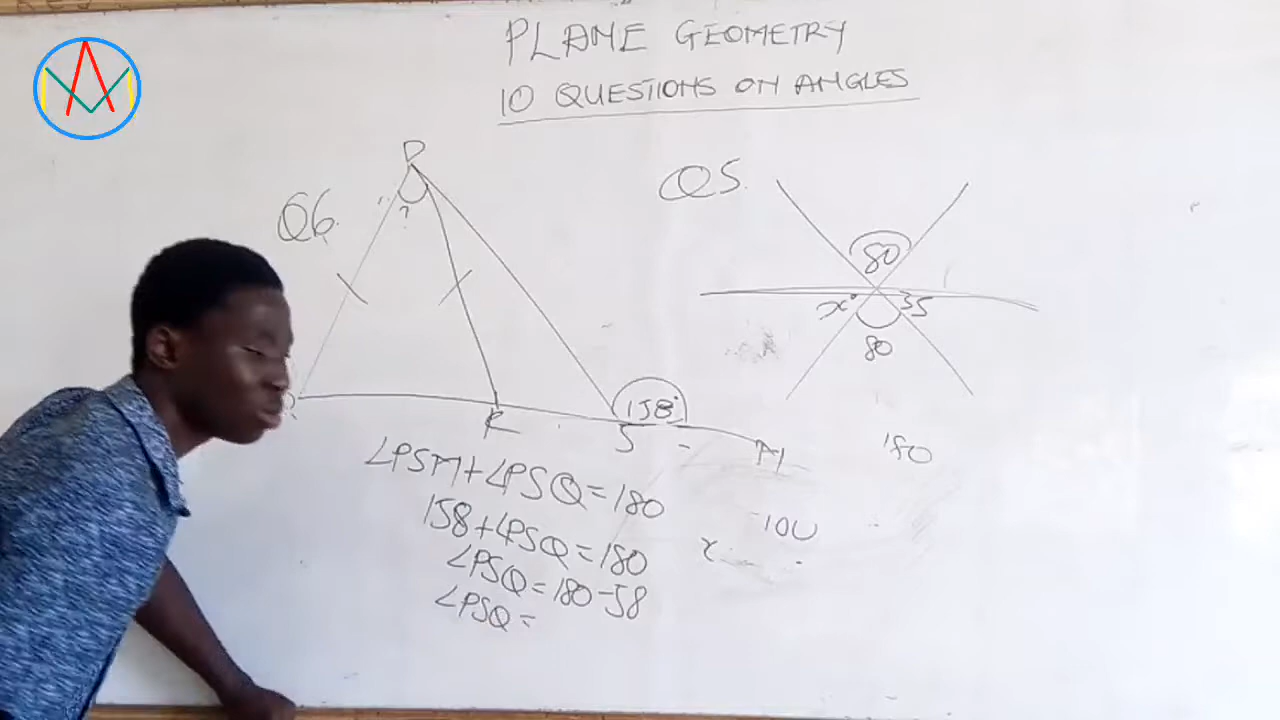 PLANE GEOMETRY
10 QUESTIONS ON ANGLES
Q6.
P
?
R
S
158°
M
∠PSM+∠PSQ=180
158+∠PSQ=180
∠PSQ=180-58
∠PSQ=
Q5.
80
x°
35
80
180
100
x